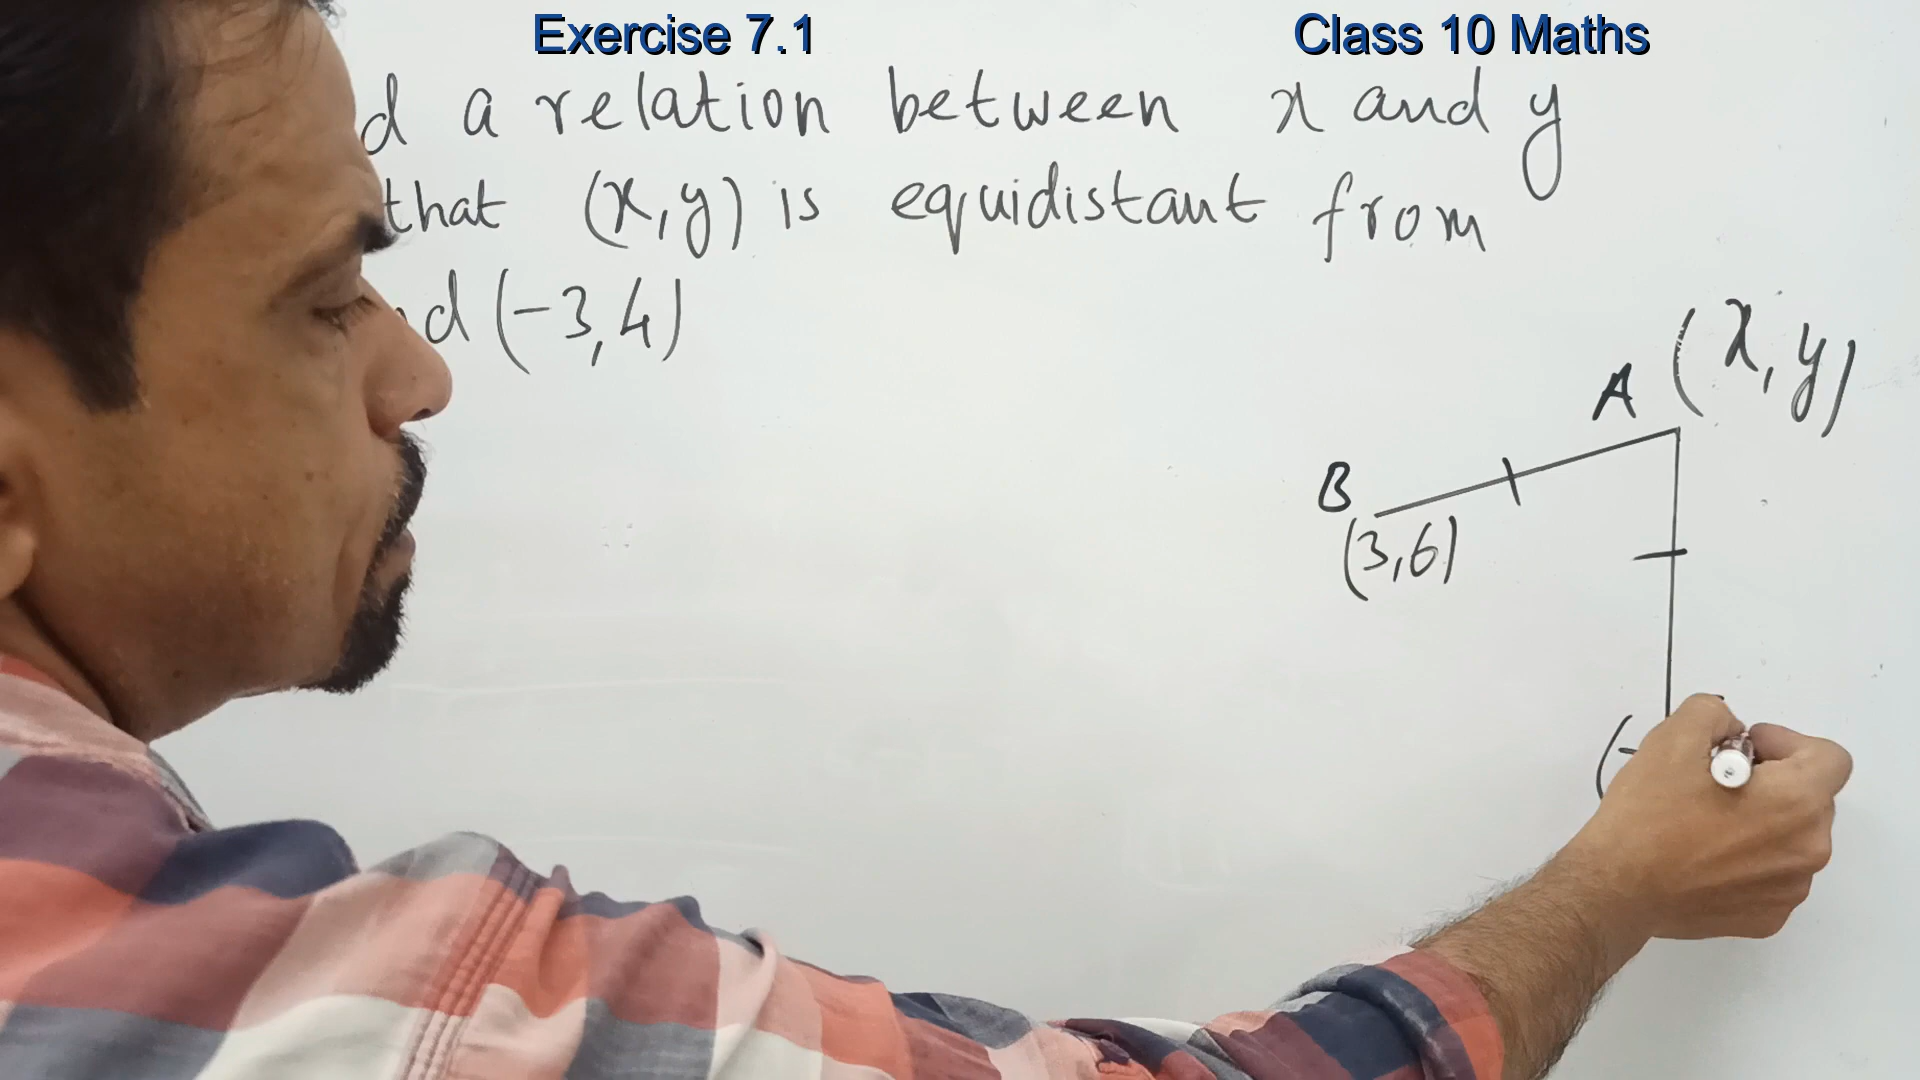 Exercise 7.1 Class 10 Maths
d a relation between x and y
that (x,y) is equidistant from
d (-3,4)
A (x,y)
B
(3,6)
(-